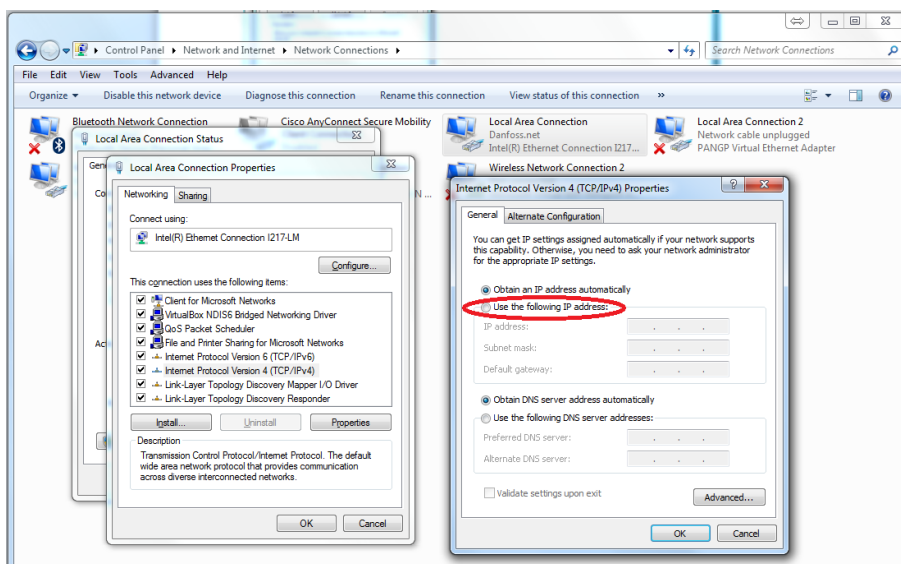 Control Panel ▸ Network and Internet ▸ Network Connections ▸
Search Network Connections
File Edit View Tools Advanced Help
Organize Disable this network device Diagnose this connection Rename this connection View status of this connection »
Bluetooth Network Connection
Cisco AnyConnect Secure Mobility
Local Area Connection
Danfoss.net
Intel(R) Ethernet Connection I217...
Local Area Connection 2
Network cable unplugged
PANGP Virtual Ethernet Adapter
Wireless Network Connection 2
Local Area Connection Status
Gen
Co
Ac
N ...
Local Area Connection Properties
Networking Sharing
Connect using:
Intel(R) Ethernet Connection I217-LM
Configure...
This connection uses the following items:
Client for Microsoft Networks
VirtualBox NDIS6 Bridged Networking Driver
QoS Packet Scheduler
File and Printer Sharing for Microsoft Networks
Internet Protocol Version 6 (TCP/IPv6)
Internet Protocol Version 4 (TCP/IPv4)
Link-Layer Topology Discovery Mapper I/O Driver
Link-Layer Topology Discovery Responder
Install... Uninstall Properties
Description
Transmission Control Protocol/Internet Protocol. The default
wide area network protocol that provides communication
across diverse interconnected networks.
OK Cancel
Internet Protocol Version 4 (TCP/IPv4) Properties
General Alternate Configuration
You can get IP settings assigned automatically if your network supports
this capability. Otherwise, you need to ask your network administrator
for the appropriate IP settings.
Obtain an IP address automatically
Use the following IP address:
IP address: . . .
Subnet mask: . . .
Default gateway: . . .
Obtain DNS server address automatically
Use the following DNS server addresses:
Preferred DNS server: . . .
Alternate DNS server: . . .
Validate settings upon exit
Advanced...
OK Cancel